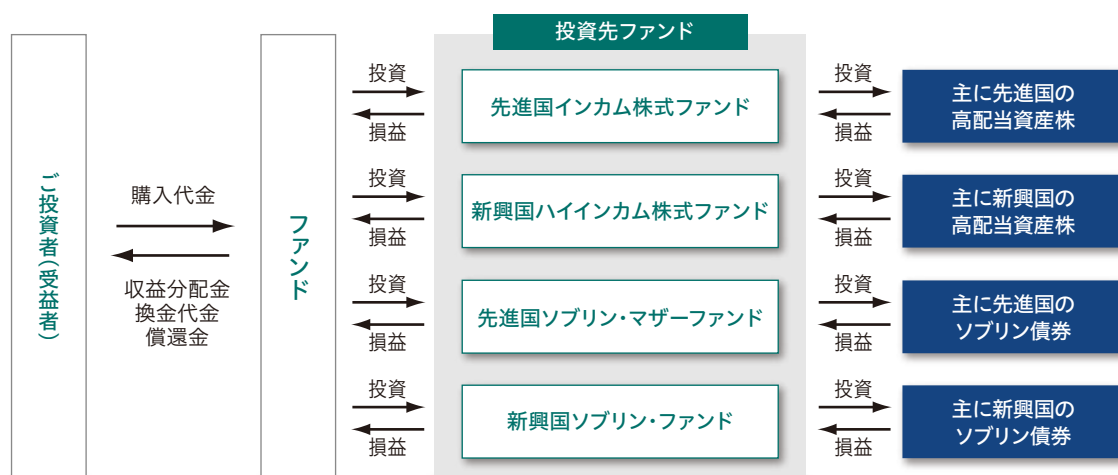 投資先ファンド
ご投資者(受益者)
購入代金
収益分配金
換金代金
償還金
ファンド
投資
損益
先進国インカム株式ファンド
投資
損益
主に先進国の
高配当資産株
投資
損益
新興国ハイインカム株式ファンド
投資
損益
主に新興国の
高配当資産株
投資
損益
先進国ソブリン・マザーファンド
投資
損益
主に先進国の
ソブリン債券
投資
損益
新興国ソブリン・ファンド
投資
損益
主に新興国の
ソブリン債券